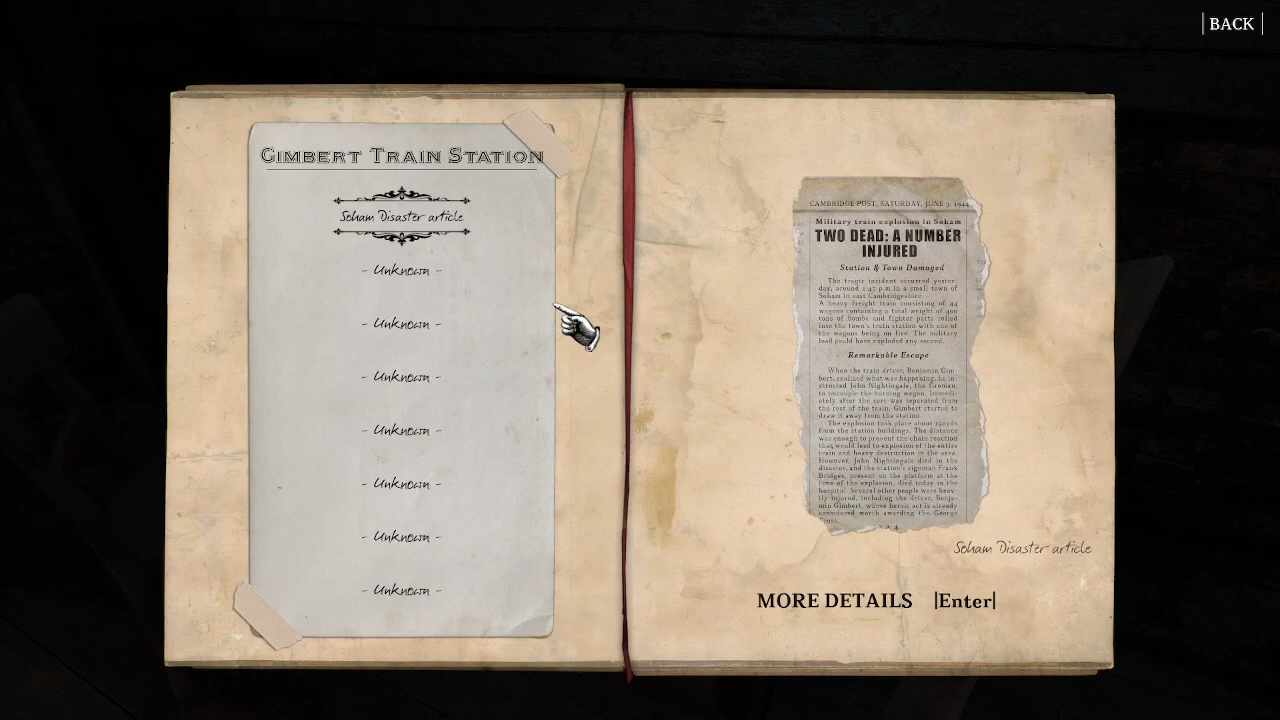 BACK
GIMBERT TRAIN STATION
Soham Disaster article
- Unknown -
- Unknown -
- Unknown -
- Unknown -
- Unknown -
- Unknown -
- Unknown -
CAMBRIDGE POST, SATURDAY, JUNE 3, 1944
Military train explosion in Soham
TWO DEAD: A NUMBER
INJURED
Station & Town Damaged
The tragic incident occurred yester-
day, around 1:45 p.m.in a small town of
Soham in east Cambridgeshire.
A heavy freight train consisting of 44
wagons containing a total weight of 400
tons of bombs and fighter parts rolled
into the town's train station with one of
the wagons being on fire. The military
load could have exploded any second.
Remarkable Escape
When the train driver, Benjamin Gim-
bert, realized what was happening, he in-
structed John Nightingale, the fireman,
to uncouple the burning wagon. Immedi-
ately after the cart was separated from
the rest of the train, Gimbert started to
draw it away from the station.
The explosion took place about 150yds
from the station buildings. The distance
was enough to prevent the chain reaction
that would lead to explosion of the entire
train and heavy destruction in the area.
However, John Nightingale died in the
disaster, and the station's signman Frank
Bridges, present on the platform at the
time of the explosion, died today in the
hospital. Several other people were heav-
ily injured, including the driver, Benja-
min Gimbert, whose heroic act is already
considered worth awarding the George
Cross.
Soham Disaster article
MORE DETAILS |Enter|